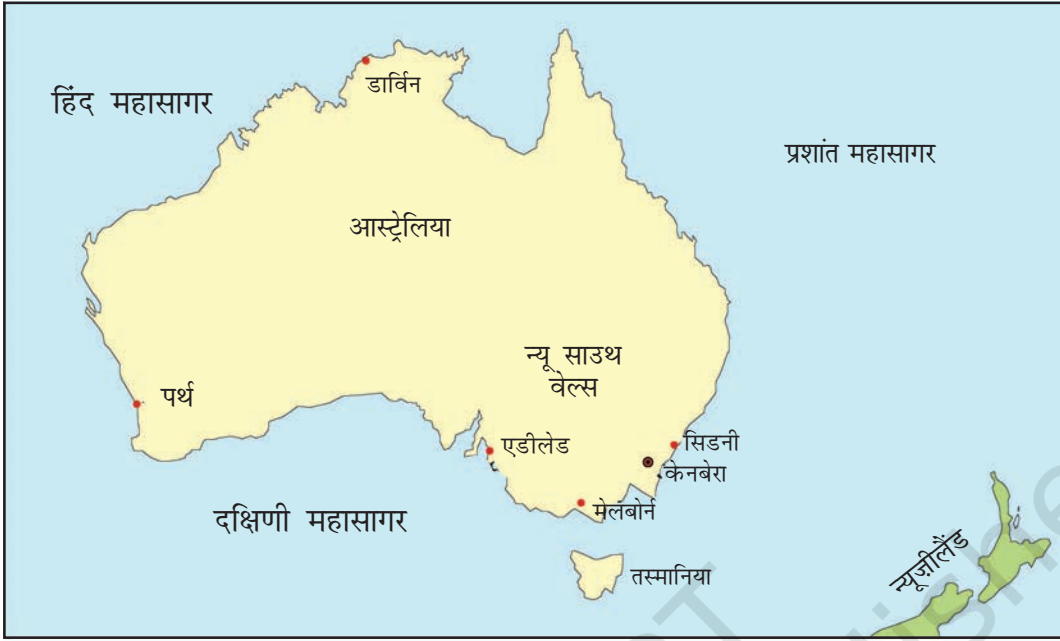 डार्विन
हिंद महासागर
प्रशांत महासागर
आस्ट्रेलिया
न्यू साउथ
वेल्स
पर्थ
एडीलेड
सिडनी
केनबेरा
मेलबोर्न
दक्षिणी महासागर
न्यूज़ीलैंड
तस्मानिया